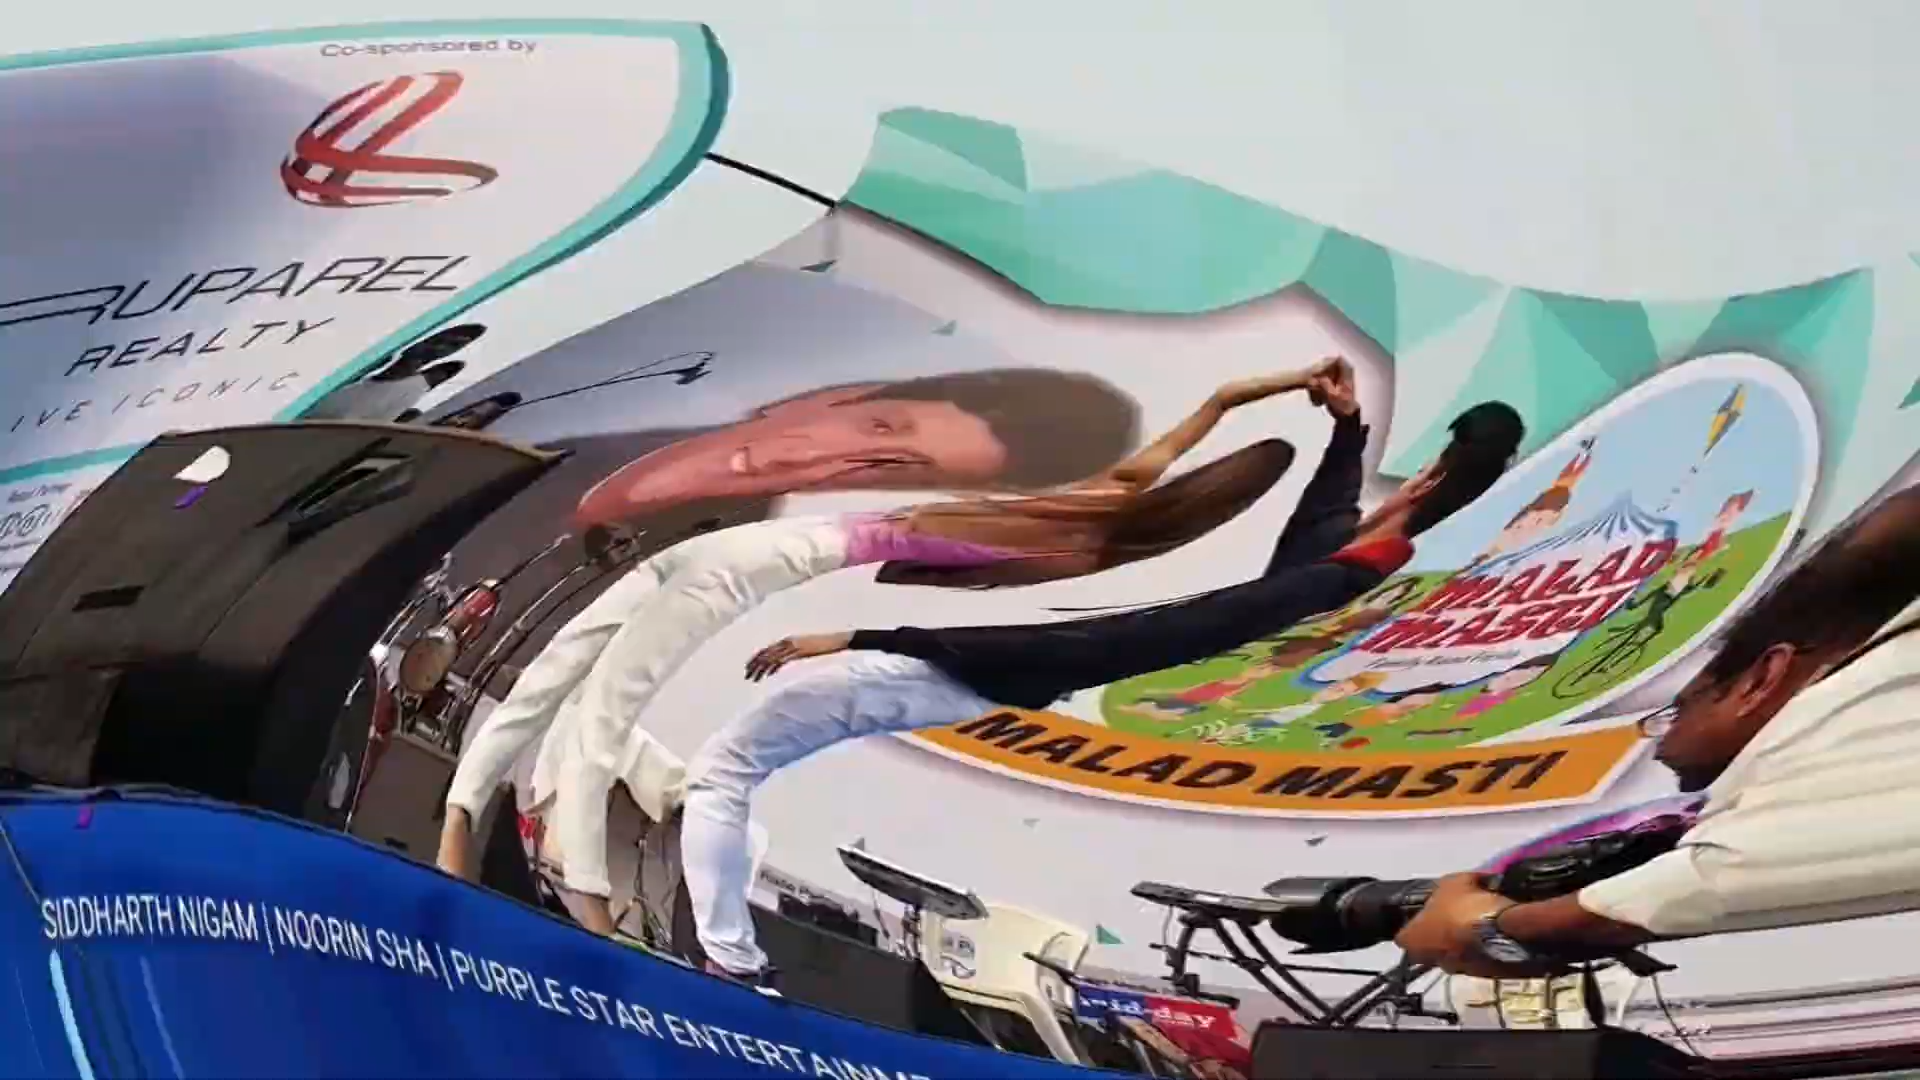 Co-sponsored by
RUPAREL
REALTY
IVE ICONIC
MALAD
MASTI
MALAD MASTI
mid-day
SIDDHARTH NIGAM | NOORIN SHA | PURPLE STAR ENTERTAINME